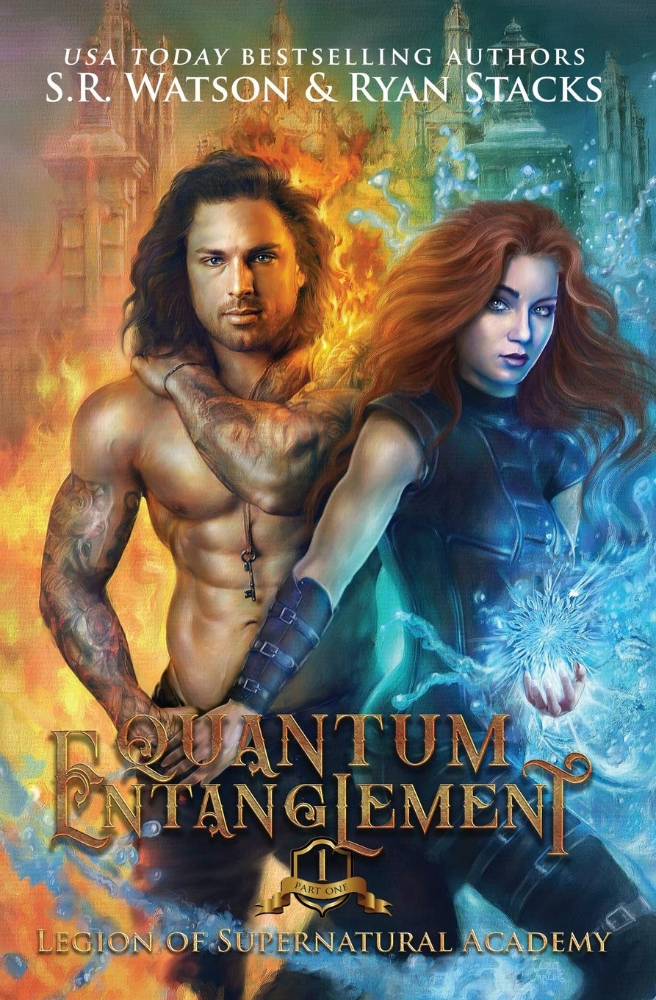 USA TODAY BESTSELLING AUTHORS
S.R. WATSON & RYAN STACKS
QUANTUM
ENTANGLEMENT
1
PART ONE
LEGION OF SUPERNATURAL ACADEMY